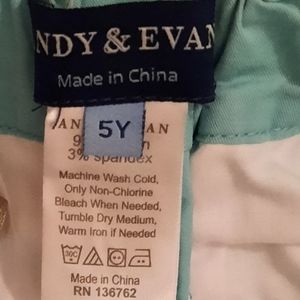 NDY & EVAN
Made in China
5Y
3% Spandex
Machine Wash Cold,
Only Non-Chlorine
Bleach When Needed,
Tumble Dry Medium,
Warm Iron if Needed
30C
Made in China
RN 136762